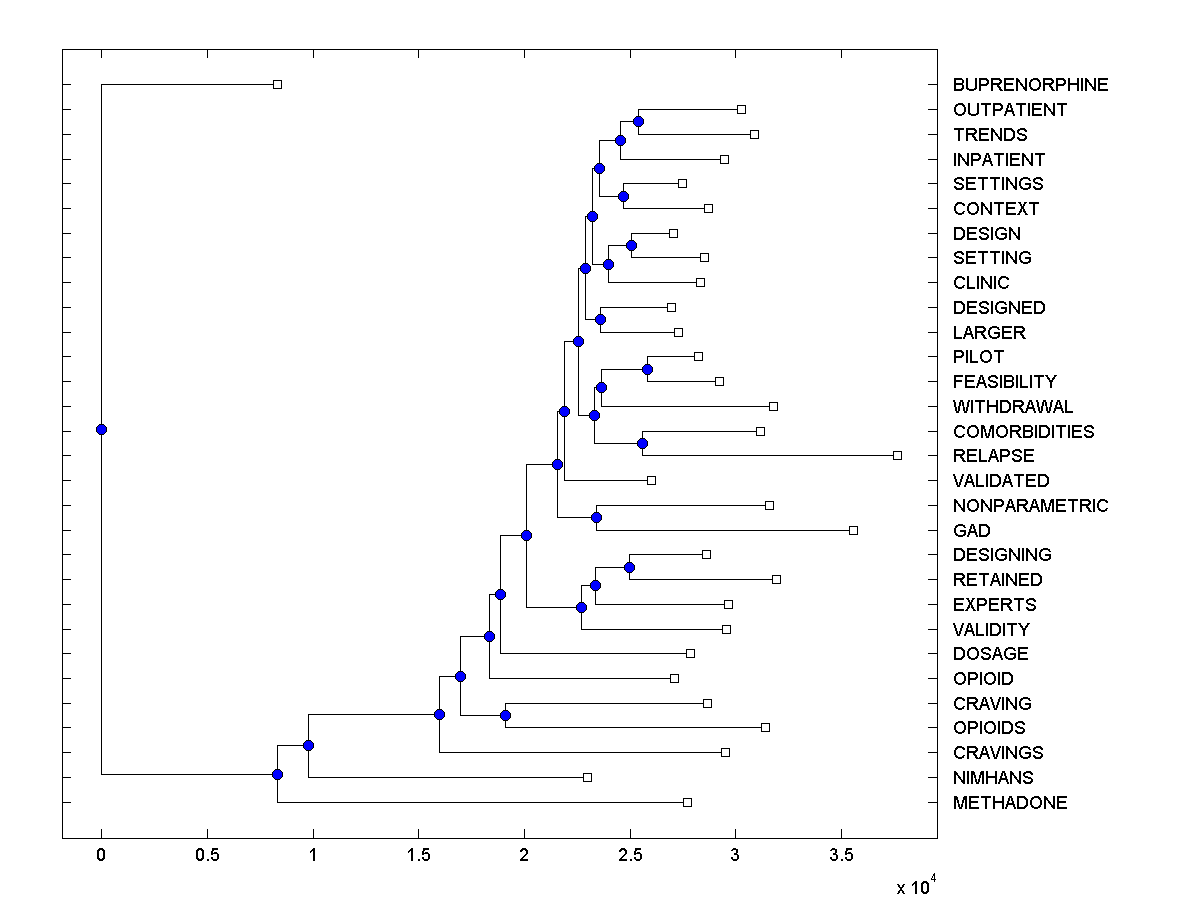 BUPRENORPHINE
OUTPATIENT
TRENDS
INPATIENT
SETTINGS
CONTEXT
DESIGN
SETTING
CLINIC
DESIGNED
LARGER
PILOT
FEASIBILITY
WITHDRAWAL
COMORBIDITIES
RELAPSE
VALIDATED
NONPARAMETRIC
GAD
DESIGNING
RETAINED
EXPERTS
VALIDITY
DOSAGE
OPIOID
CRAVING
OPIOIDS
CRAVINGS
NIMHANS
METHADONE
0 0.5 1 1.5 2 2.5 3 3.5
x 10^4